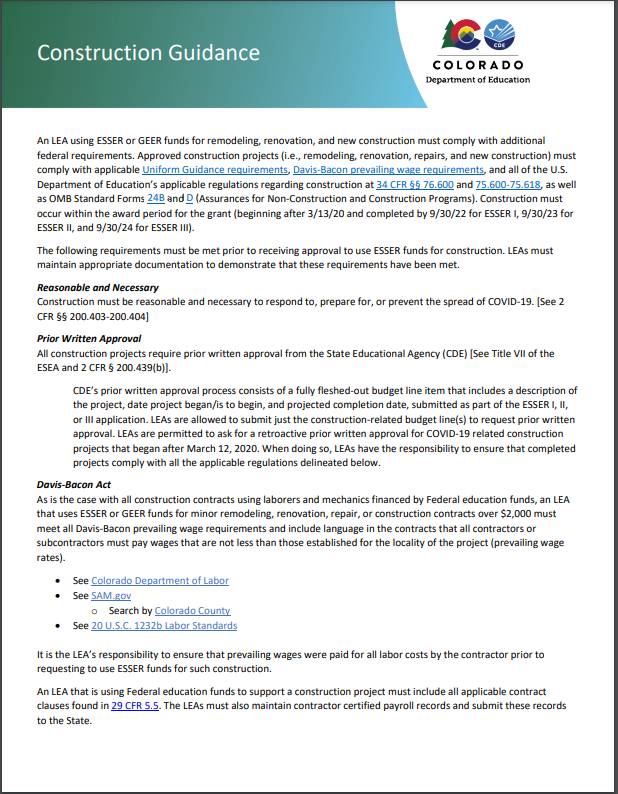 Construction Guidance
CDE
COLORADO
Department of Education
An LEA using ESSER or GEER funds for remodeling, renovation, and new construction must comply with additional
federal requirements. Approved construction projects (i.e., remodeling, renovation, repairs, and new construction) must
comply with applicable Uniform Guidance requirements, Davis-Bacon prevailing wage requirements, and all of the U.S.
Department of Education's applicable regulations regarding construction at 34 CFR §§ 76.600 and 75.600-75.618, as well
as OMB Standard Forms 24B and D (Assurances for Non-Construction and Construction Programs). Construction must
occur within the award period for the grant (beginning after 3/13/20 and completed by 9/30/22 for ESSER I, 9/30/23 for
ESSER II, and 9/30/24 for ESSER III).
The following requirements must be met prior to receiving approval to use ESSER funds for construction. LEAs must
maintain appropriate documentation to demonstrate that these requirements have been met.
Reasonable and Necessary
Construction must be reasonable and necessary to respond to, prepare for, or prevent the spread of COVID-19. [See 2
CFR §§ 200.403-200.404]
Prior Written Approval
All construction projects require prior written approval from the State Educational Agency (CDE) [See Title VII of the
ESEA and 2 CFR § 200.439(b)].
CDE's prior written approval process consists of a fully fleshed-out budget line item that includes a description of
the project, date project began/is to begin, and projected completion date, submitted as part of the ESSER I, II,
or III application. LEAs are allowed to submit just the construction-related budget line(s) to request prior written
approval. LEAs are permitted to ask for a retroactive prior written approval for COVID-19 related construction
projects that began after March 12, 2020. When doing so, LEAs have the responsibility to ensure that completed
projects comply with all the applicable regulations delineated below.
Davis-Bacon Act
As is the case with all construction contracts using laborers and mechanics financed by Federal education funds, an LEA
that uses ESSER or GEER funds for minor remodeling, renovation, repair, or construction contracts over $2,000 must
meet all Davis-Bacon prevailing wage requirements and include language in the contracts that all contractors or
subcontractors must pay wages that are not less than those established for the locality of the project (prevailing wage
rates).
• See Colorado Department of Labor
• See SAM.gov
o Search by Colorado County
• See 20 U.S.C. 1232b Labor Standards
It is the LEA's responsibility to ensure that prevailing wages were paid for all labor costs by the contractor prior to
requesting to use ESSER funds for such construction.
An LEA that is using Federal education funds to support a construction project must include all applicable contract
clauses found in 29 CFR 5.5. The LEAs must also maintain contractor certified payroll records and submit these records
to the State.